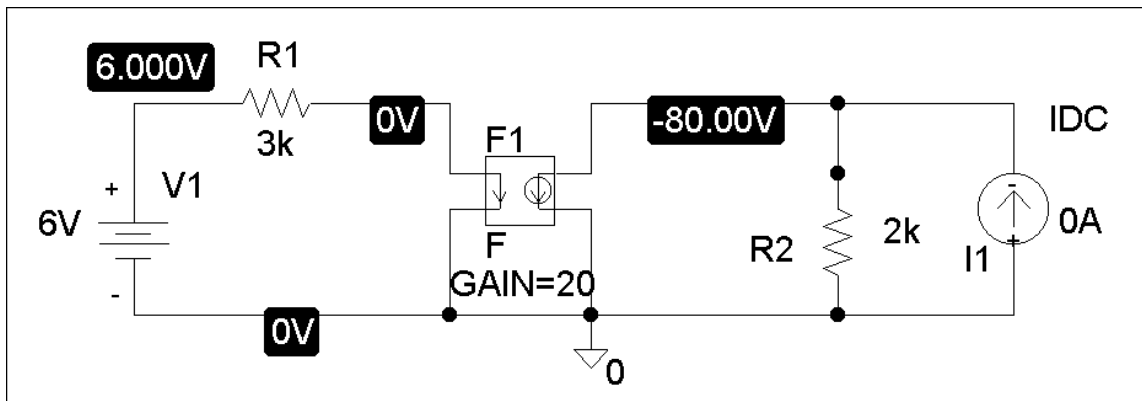 6.000V
R1
3k
0V
F1
F
GAIN=20
-80.00V
IDC
+
V1
6V
-
0V
0
R2
2k
-
+
I1
0A